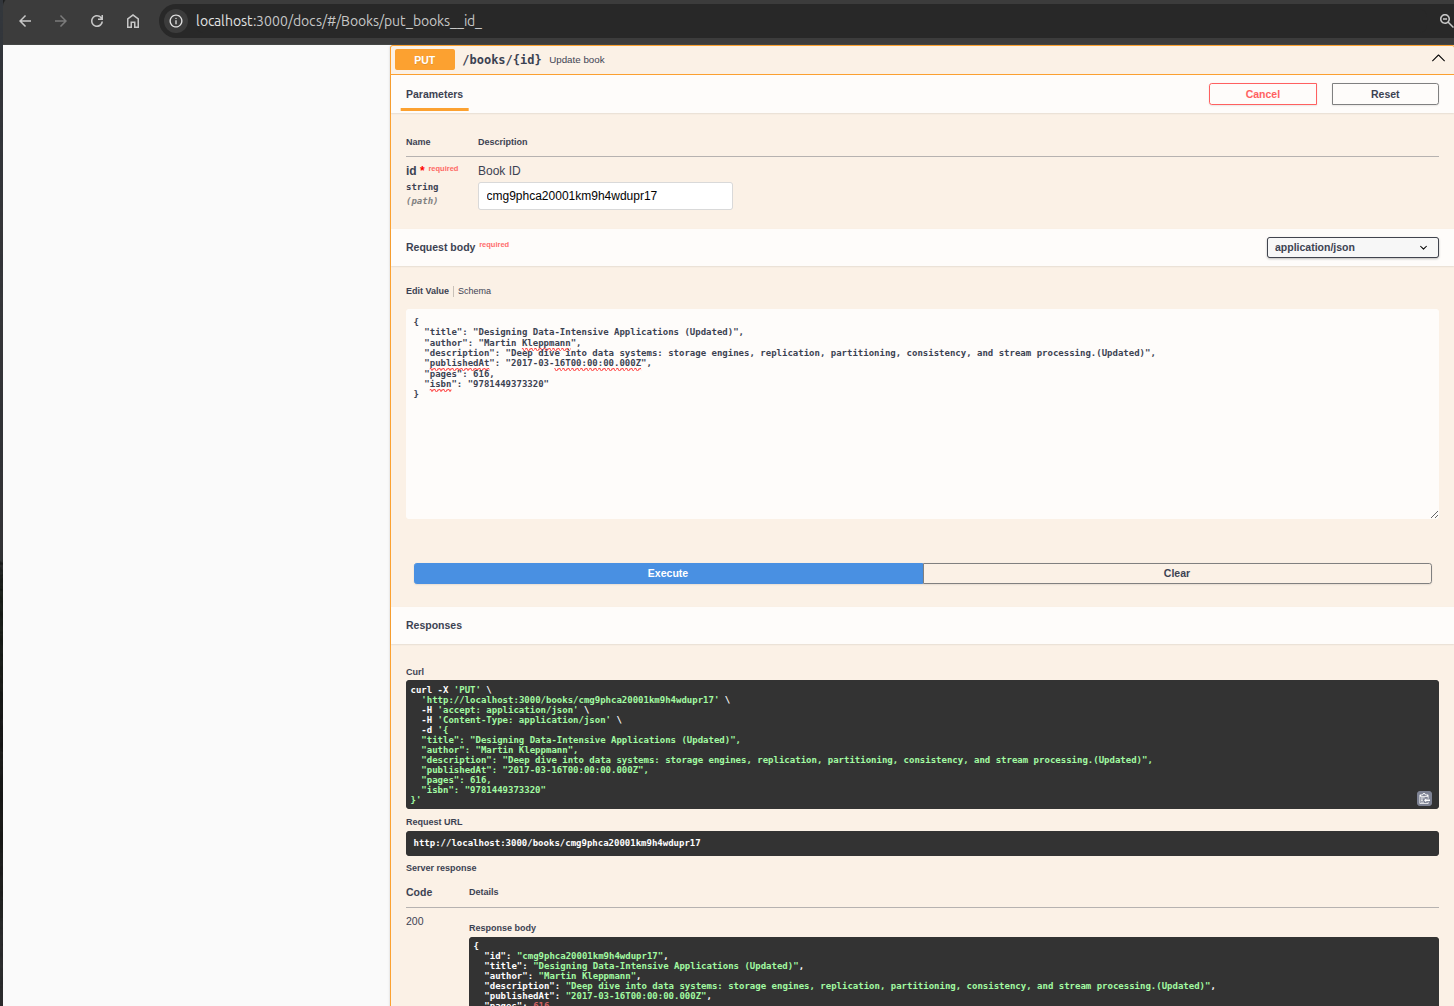 localhost:3000/docs/#/Books/put_books__id_
PUT /books/{id} Update book
Parameters
Cancel
Reset
Name Description
id * required Book ID
string
(path)
cmg9phca20001km9h4wdupr17
Request body required
application/json
Edit Value | Schema
{
"title": "Designing Data-Intensive Applications (Updated)",
"author": "Martin Kleppmann",
"description": "Deep dive into data systems: storage engines, replication, partitioning, consistency, and stream processing.(Updated)",
"publishedAt": "2017-03-16T00:00:00.000Z",
"pages": 616,
"isbn": "9781449373320"
}
Execute
Clear
Responses
Curl
curl -X 'PUT' \
'http://localhost:3000/books/cmg9phca20001km9h4wdupr17' \
-H 'accept: application/json' \
-H 'Content-Type: application/json' \
-d '{
"title": "Designing Data-Intensive Applications (Updated)",
"author": "Martin Kleppmann",
"description": "Deep dive into data systems: storage engines, replication, partitioning, consistency, and stream processing.(Updated)",
"publishedAt": "2017-03-16T00:00:00.000Z",
"pages": 616,
"isbn": "9781449373320"
}'
Request URL
http://localhost:3000/books/cmg9phca20001km9h4wdupr17
Server response
Code Details
200
Response body
{
"id": "cmg9phca20001km9h4wdupr17",
"title": "Designing Data-Intensive Applications (Updated)",
"author": "Martin Kleppmann",
"description": "Deep dive into data systems: storage engines, replication, partitioning, consistency, and stream processing.(Updated)",
"publishedAt": "2017-03-16T00:00:00.000Z",
"pages": 616